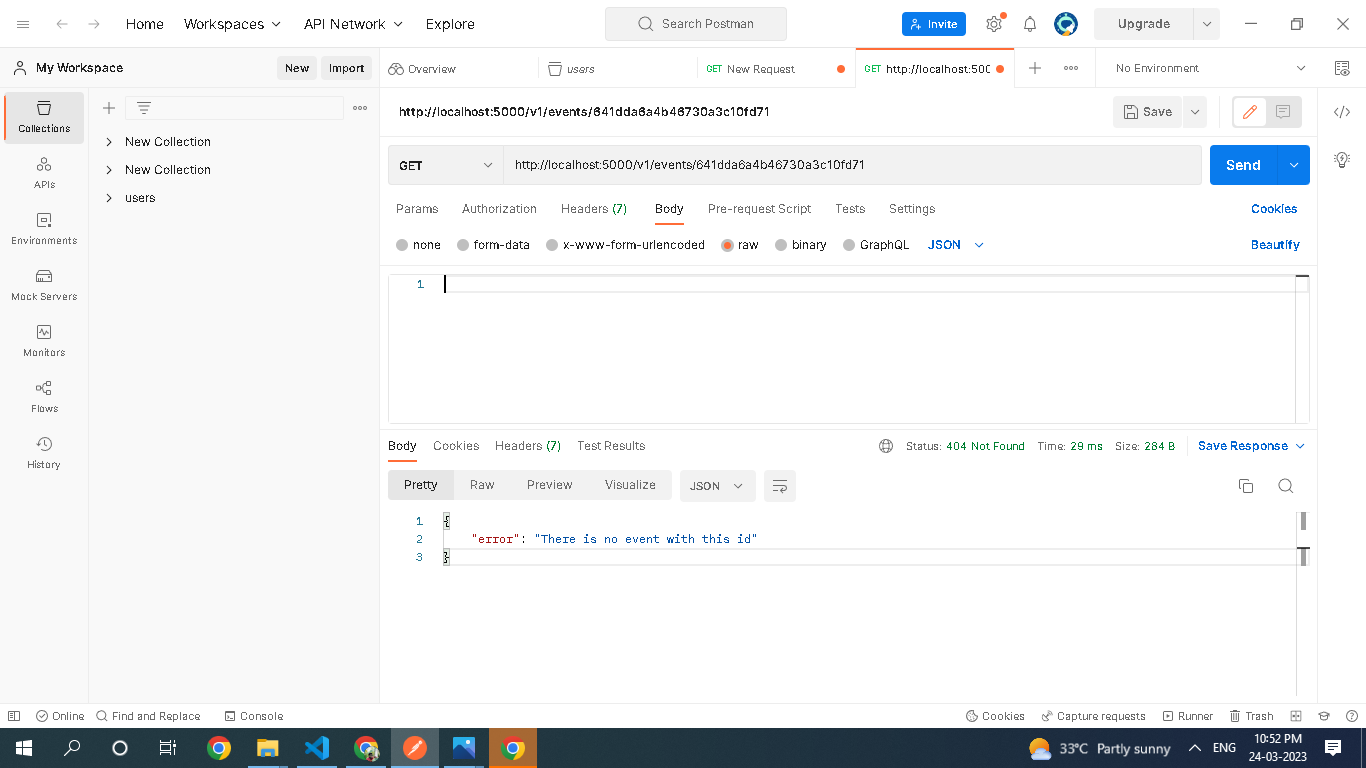 Home Workspaces API Network Explore Search Postman Invite Upgrade
My Workspace New Import Overview users GET New Request GET http://localhost:500 No Environment
http://localhost:5000/v1/events/641dda6a4b46730a3c10fd71 Save
Collections
New Collection
New Collection
users
APIs
Environments
Mock Servers
Monitors
Flows
History
GET http://localhost:5000/v1/events/641dda6a4b46730a3c10fd71 Send
Params Authorization Headers (7) Body Pre-request Script Tests Settings Cookies
none form-data x-www-form-urlencoded raw binary GraphQL JSON Beautify
1
Body Cookies Headers (7) Test Results Status: 404 Not Found Time: 29 ms Size: 284 B Save Response
Pretty Raw Preview Visualize JSON
1 {
2 "error": "There is no event with this id"
3 }
Online Find and Replace Console Cookies Capture requests Runner Trash
33°C Partly sunny ENG 10:52 PM
24-03-2023